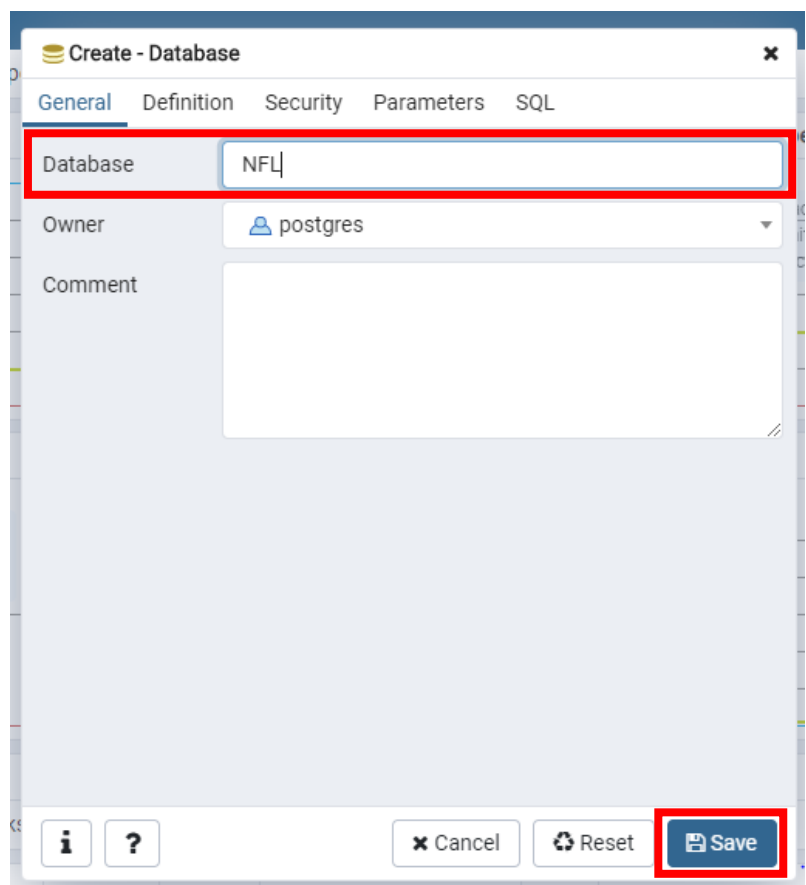 Create - Database
General Definition Security Parameters SQL
Database NFL
Owner postgres
Comment
i ? Cancel Reset Save